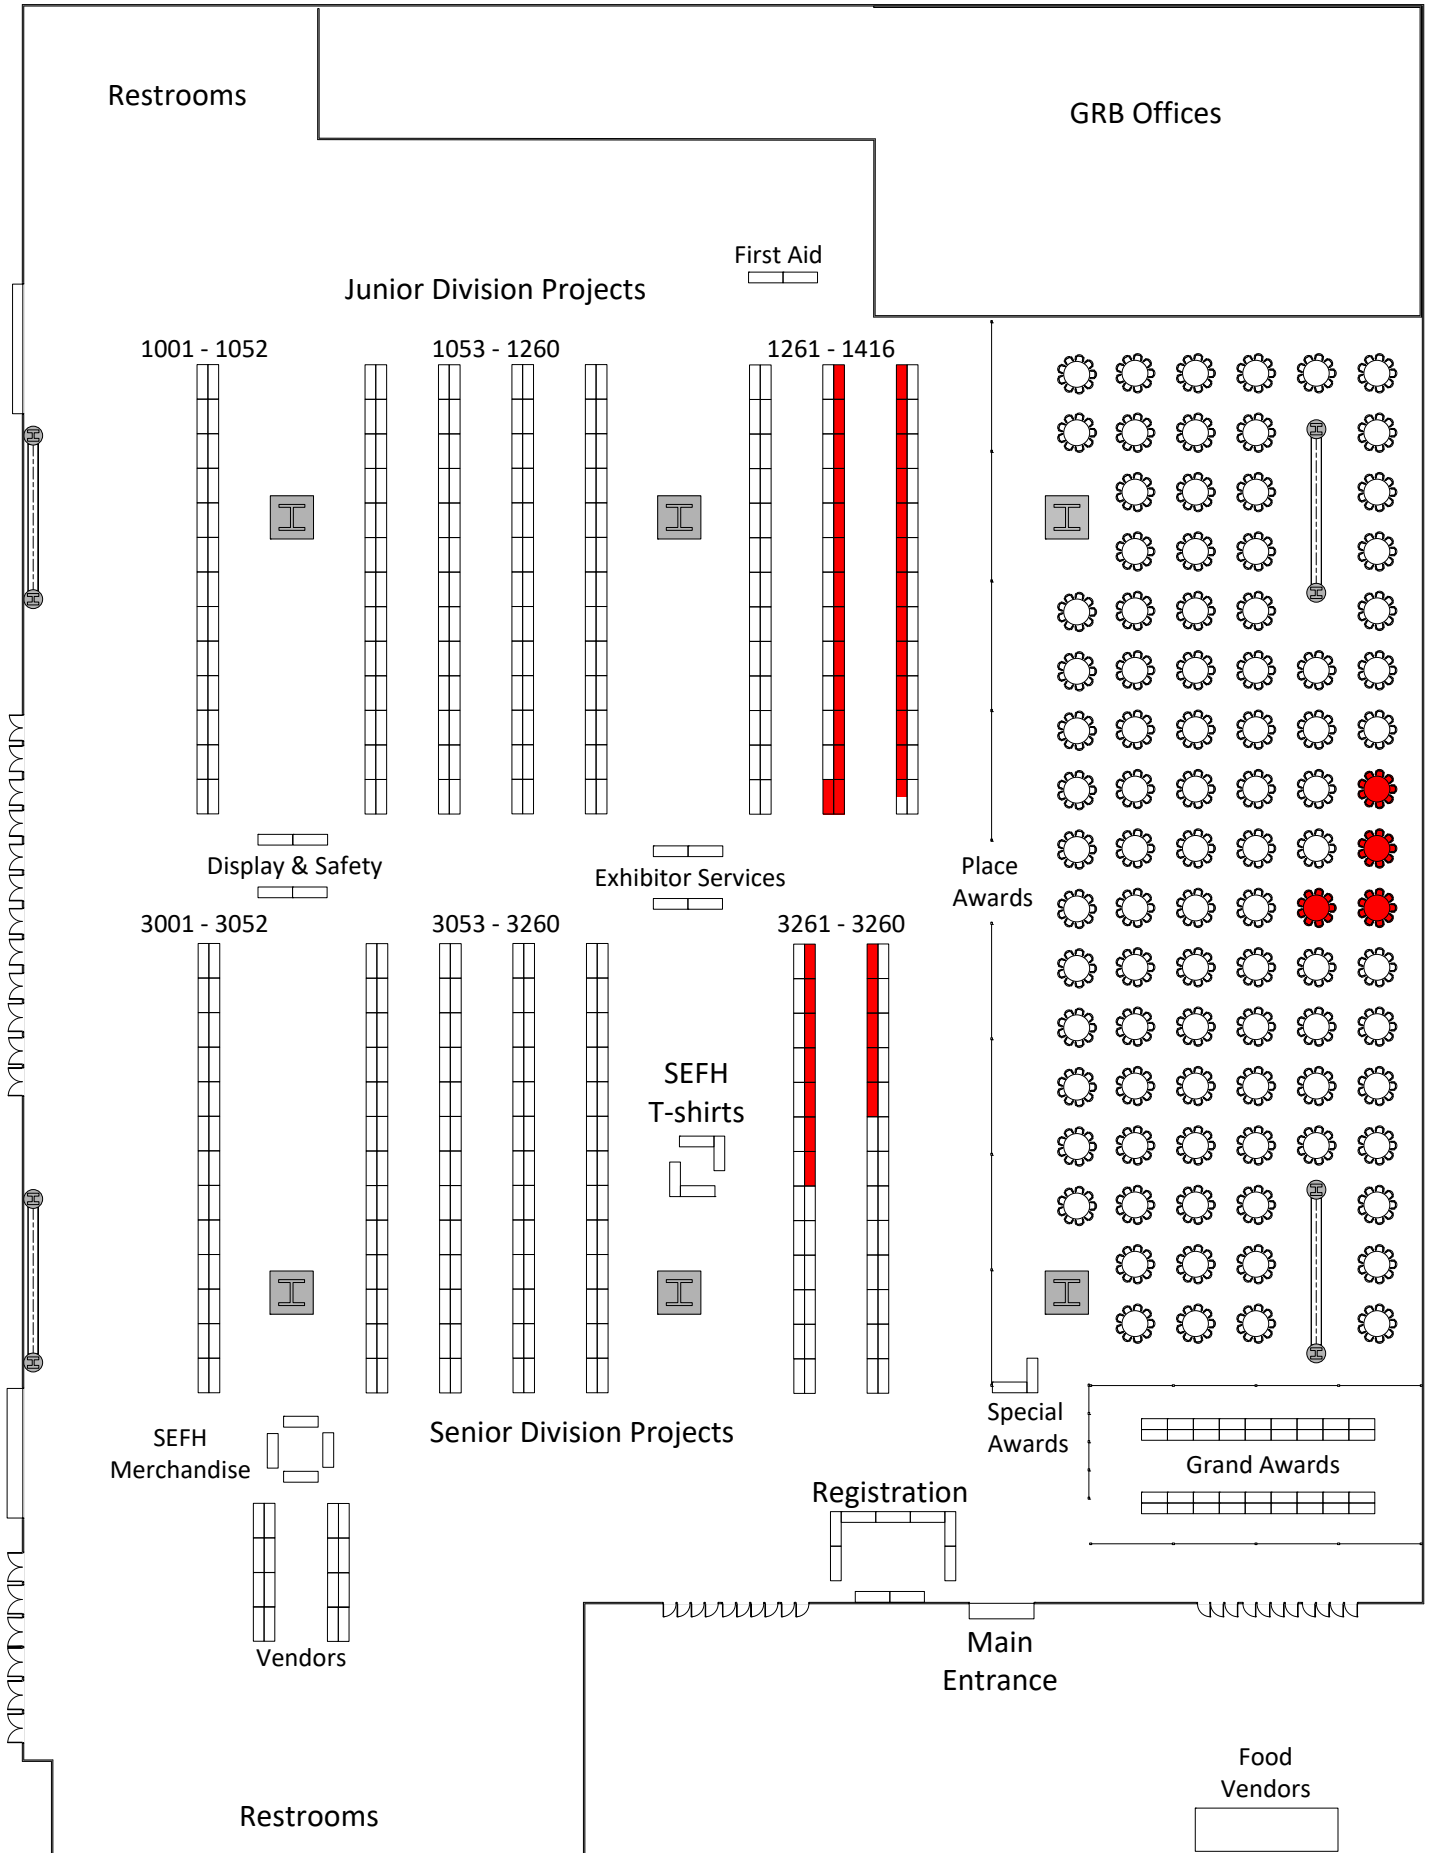 Restrooms
GRB Offices
First Aid
Junior Division Projects
1001 - 1052
1053 - 1260
1261 - 1416
Display & Safety
Exhibitor Services
Place
Awards
3001 - 3052
3053 - 3260
3261 - 3260
SEFH
T-shirts
Senior Division Projects
SEFH
Merchandise
Special
Awards
Grand Awards
Registration
Vendors
Main
Entrance
Food
Vendors
Restrooms